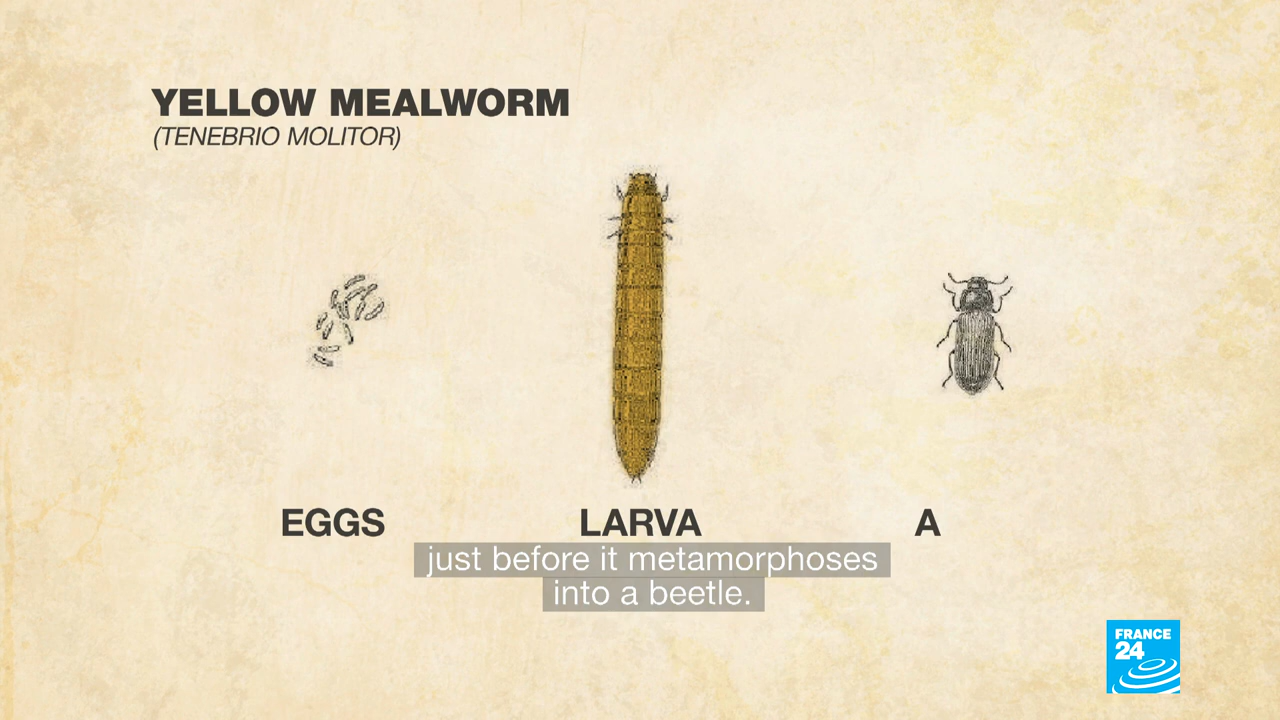 YELLOW MEALWORM
(TENEBRIO MOLITOR)
EGGS
LARVA
A
just before it metamorphoses
into a beetle.
FRANCE
24